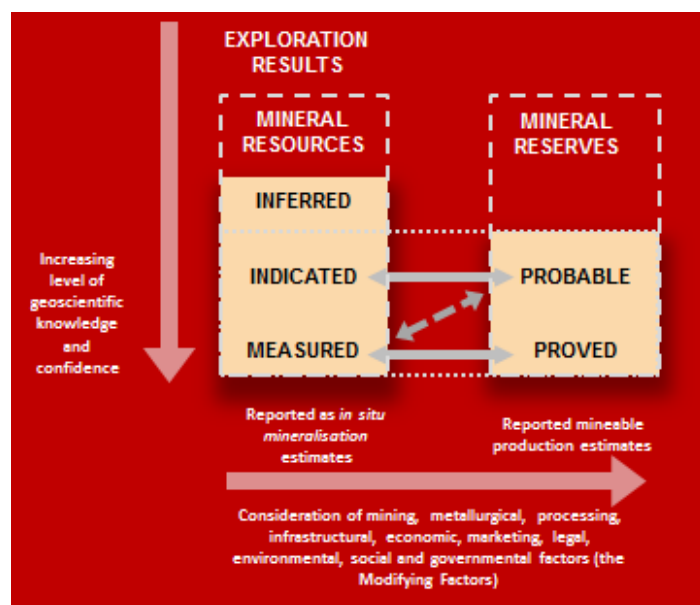 EXPLORATION
RESULTS
MINERAL
RESOURCES
MINERAL
RESERVES
INFERRED
INDICATED
PROBABLE
MEASURED
PROVED
Increasing
level of
geoscientific
knowledge
and
confidence
Reported as in situ
mineralisation
estimates
Reported mineable
production estimates
Consideration of mining, metallurgical, processing,
infrastructural, economic, marketing, legal,
environmental, social and governmental factors (the
Modifying Factors)